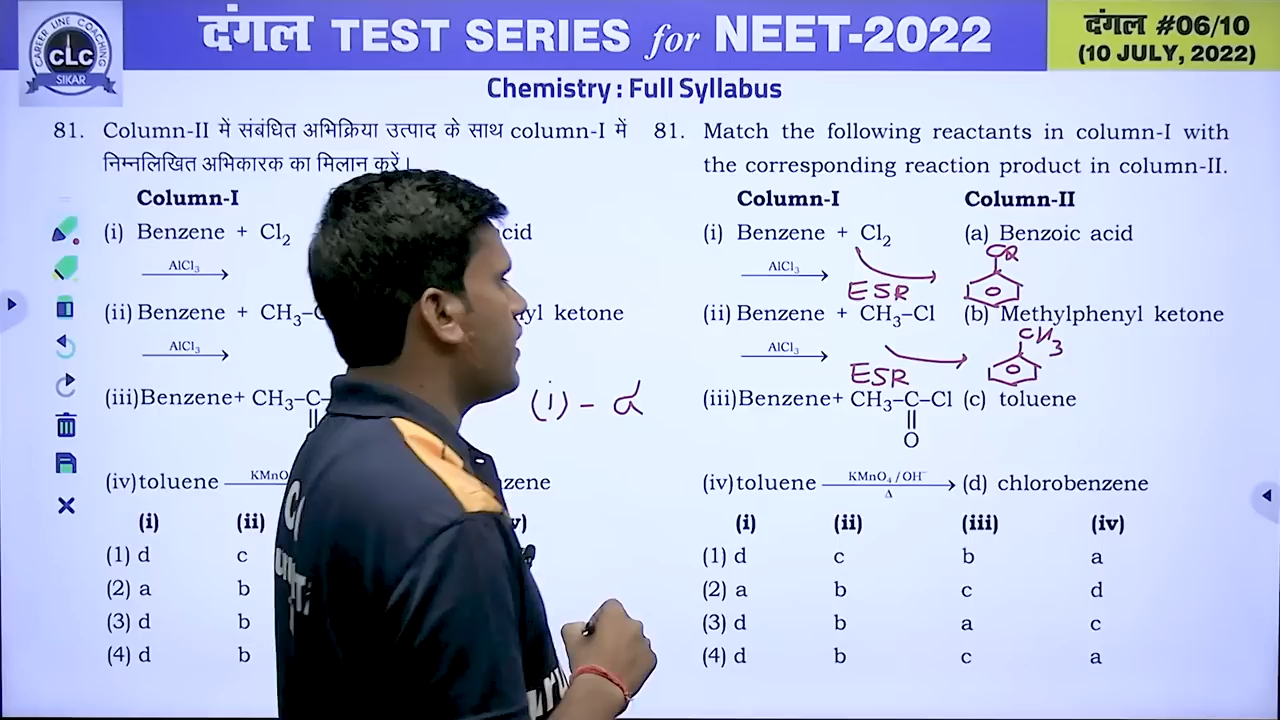 CAREER LINE COACHING
CLC
SIKAR
दंगल TEST SERIES for NEET-2022
दंगल #06/10
(10 JULY, 2022)
Chemistry : Full Syllabus
81. Column-II में संबंधित अभिक्रिया उत्पाद के साथ column-I में
निम्नलिखित अभिकारक का मिलान करें।
Column-I
(i) Benzene + Cl₂ cid
AlCl₃
(ii) Benzene + CH₃–C yl ketone
AlCl₃
(iii)Benzene+ CH₃–C–
(i) - d
(iv)toluene KMnO zene
(i) (ii) v)
(1) d c
(2) a b
(3) d b
(4) d b
81. Match the following reactants in column-I with
the corresponding reaction product in column-II.
Column-I Column-II
(i) Benzene + Cl₂ (a) Benzoic acid
AlCl₃
ESR
(ii) Benzene + CH₃–Cl (b) Methylphenyl ketone
CH₃
AlCl₃
ESR
(iii)Benzene+ CH₃–C–Cl (c) toluene
O
(iv)toluene KMnO₄/OH⁻ Δ (d) chlorobenzene
(i) (ii) (iii) (iv)
(1) d c b a
(2) a b c d
(3) d b a c
(4) d b c a